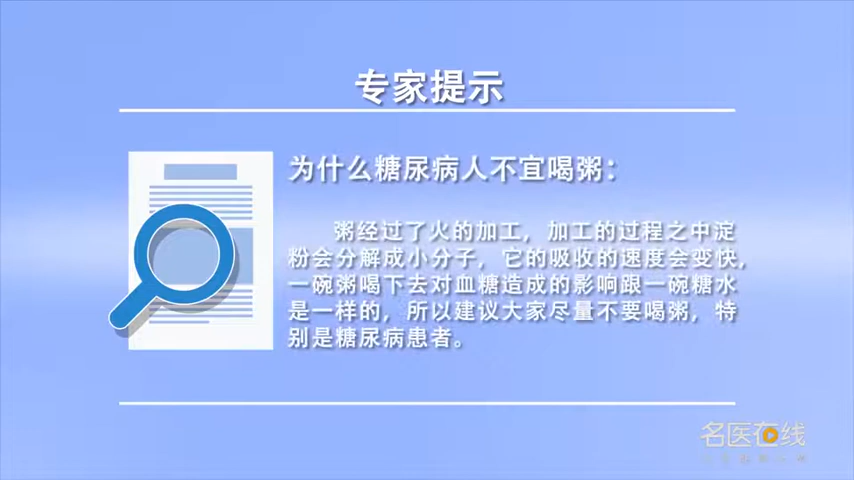 专家提示
为什么糖尿病人不宜喝粥：
粥经过了火的加工，加工的过程之中淀
粉会分解成小分子，它的吸收的速度会变快，
一碗粥喝下去对血糖造成的影响跟一碗糖水
是一样的，所以建议大家尽量不要喝粥，特
别是糖尿病患者。
名医在线